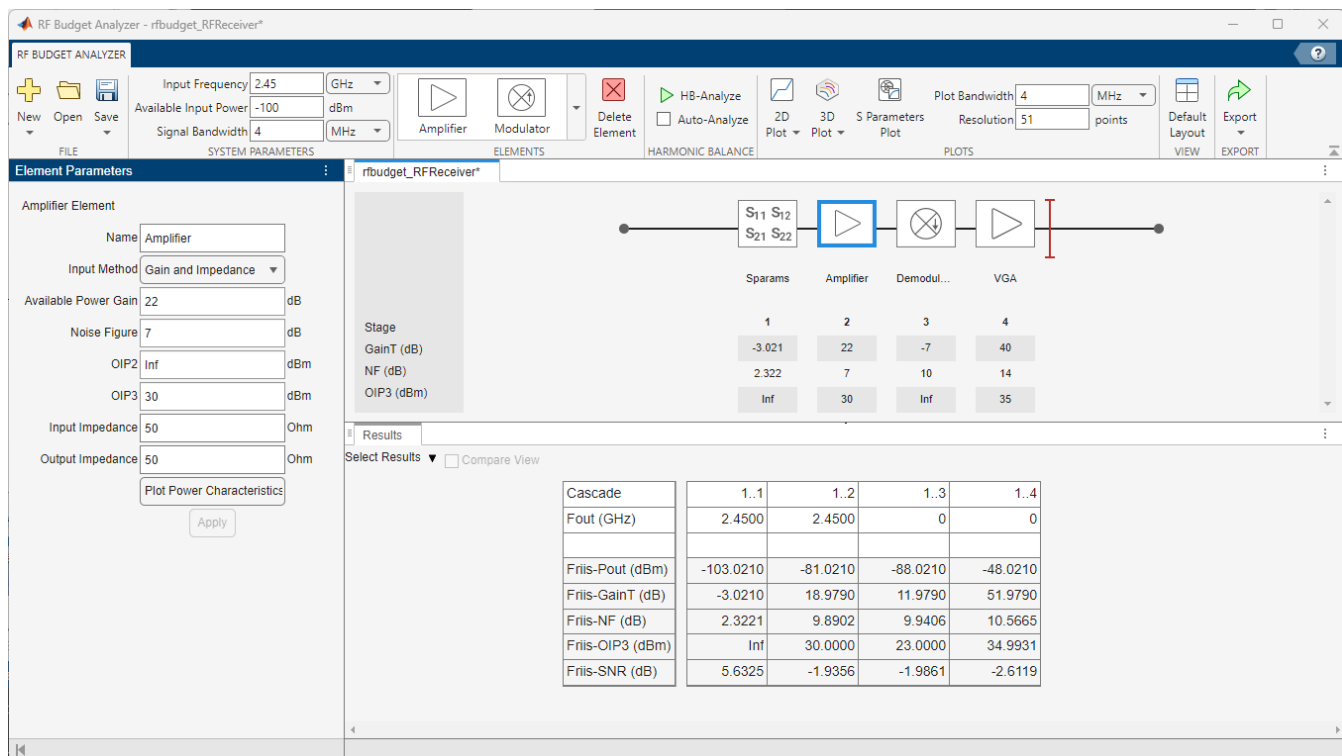 RF Budget Analyzer - rfbudget_RFReceiver*
RF BUDGET ANALYZER
?
New
Open
Save
FILE
Input Frequency 2.45 GHz
Available Input Power -100 dBm
Signal Bandwidth 4 MHz
SYSTEM PARAMETERS
Amplifier
Modulator
Delete
Element
ELEMENTS
HB-Analyze
Auto-Analyze
HARMONIC BALANCE
2D
Plot
3D
Plot
S Parameters
Plot
Plot Bandwidth 4 MHz
Resolution 51 points
PLOTS
Default
Layout
VIEW
Export
EXPORT
Element Parameters
Amplifier Element
Name Amplifier
Input Method Gain and Impedance
Available Power Gain 22 dB
Noise Figure 7 dB
OIP2 Inf dBm
OIP3 30 dBm
Input Impedance 50 Ohm
Output Impedance 50 Ohm
Plot Power Characteristics
Apply
rfbudget_RFReceiver*
S11 S12
S21 S22
Sparams Amplifier Demodul... VGA
Stage 1 2 3 4
GainT (dB) -3.021 22 -7 40
NF (dB) 2.322 7 10 14
OIP3 (dBm) Inf 30 Inf 35
Results
Select Results Compare View
Cascade 1..1 1..2 1..3 1..4
Fout (GHz) 2.4500 2.4500 0 0
Friis-Pout (dBm) -103.0210 -81.0210 -88.0210 -48.0210
Friis-GainT (dB) -3.0210 18.9790 11.9790 51.9790
Friis-NF (dB) 2.3221 9.8902 9.9406 10.5665
Friis-OIP3 (dBm) Inf 30.0000 23.0000 34.9931
Friis-SNR (dB) 5.6325 -1.9356 -1.9861 -2.6119